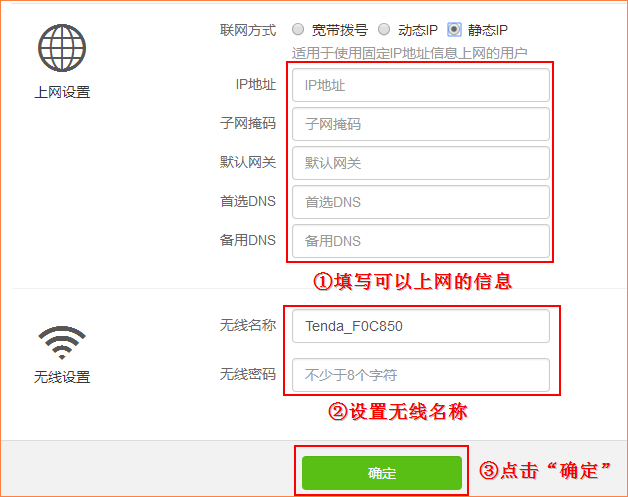 联网方式 宽带拨号 动态IP 静态IP
适用于使用固定IP地址信息上网的用户
上网设置
IP地址 IP地址
子网掩码 子网掩码
默认网关 默认网关
首选DNS 首选DNS
备用DNS 备用DNS
①填写可以上网的信息
无线名称 Tenda_F0C850
无线设置
无线密码 不少于8个字符
②设置无线名称
确定 ③点击“确定”